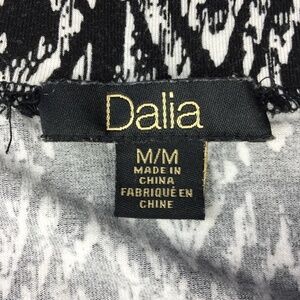 Dalia
M/M
MADE IN
CHINA
FABRIQUÉ EN
CHINE